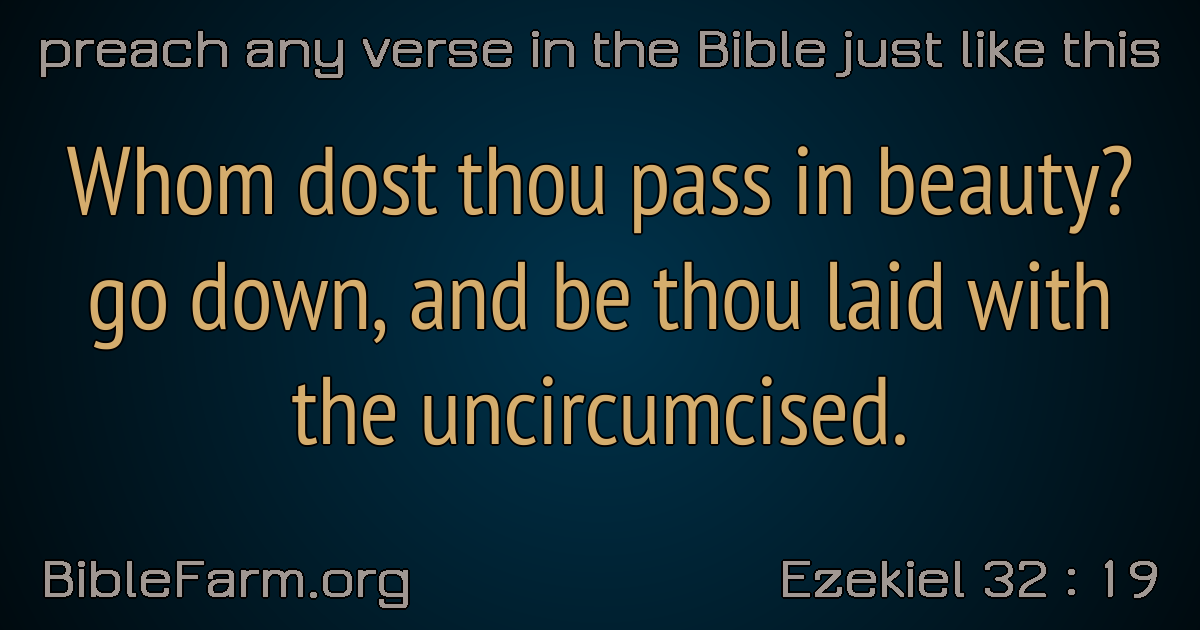 preach any verse in the Bible just like this
Whom dost thou pass in beauty?
go down, and be thou laid with
the uncircumcised.
BibleFarm.org
Ezekiel 32 : 19